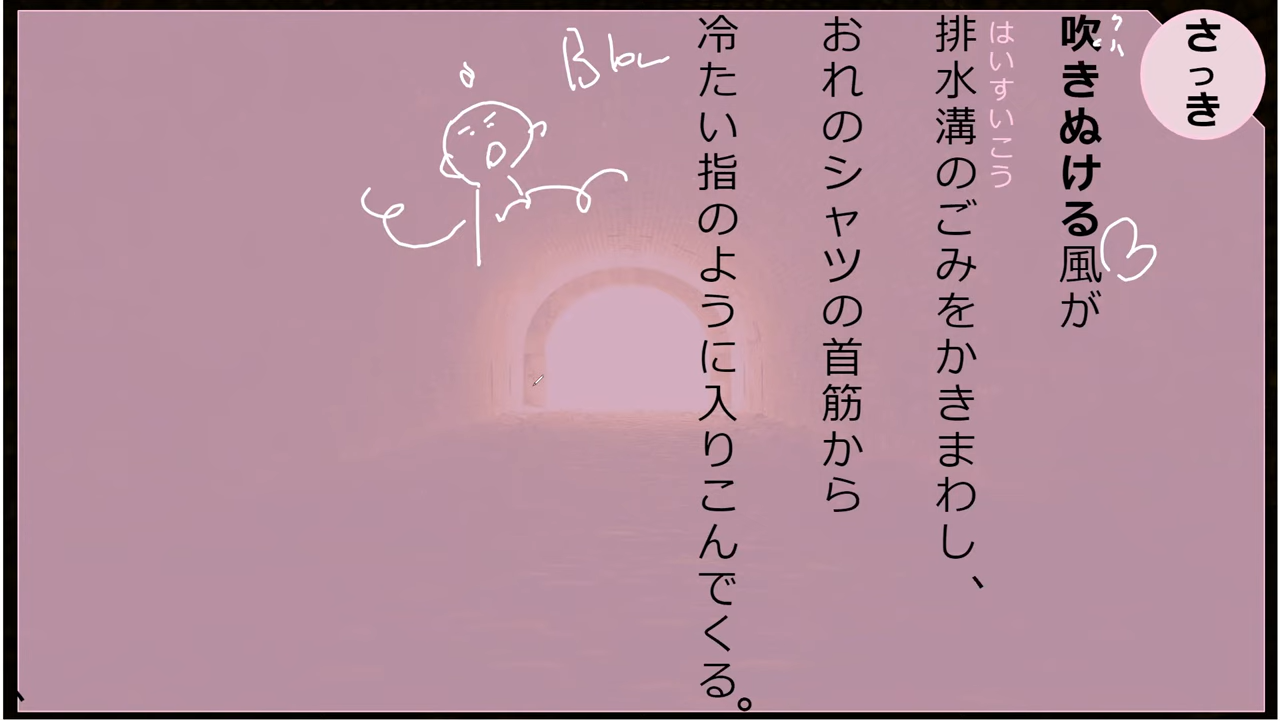 さっき
吹きぬける風が
はいすいこう
排水溝のごみをかきまわし、
おれのシャツの首筋から
冷たい指のように入りこんでくる。
Blow